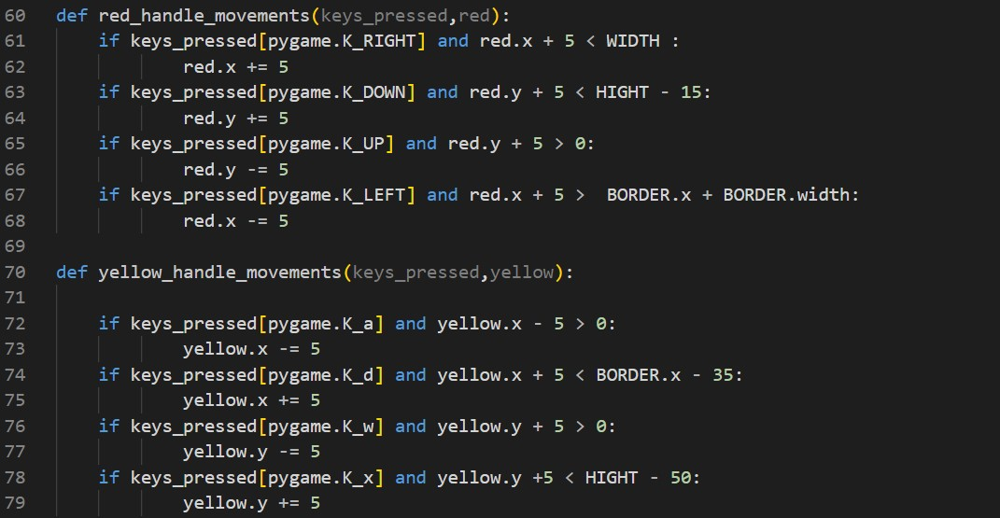 60 def red_handle_movements(keys_pressed,red):
61     if keys_pressed[pygame.K_RIGHT] and red.x + 5 < WIDTH :
62             red.x += 5
63     if keys_pressed[pygame.K_DOWN] and red.y + 5 < HIGHT - 15:
64             red.y += 5
65     if keys_pressed[pygame.K_UP] and red.y + 5 > 0:
66             red.y -= 5
67     if keys_pressed[pygame.K_LEFT] and red.x + 5 >  BORDER.x + BORDER.width:
68             red.x -= 5
69
70 def yellow_handle_movements(keys_pressed,yellow):
71
72     if keys_pressed[pygame.K_a] and yellow.x - 5 > 0:
73             yellow.x -= 5
74     if keys_pressed[pygame.K_d] and yellow.x + 5 < BORDER.x - 35:
75             yellow.x += 5
76     if keys_pressed[pygame.K_w] and yellow.y + 5 > 0:
77             yellow.y -= 5
78     if keys_pressed[pygame.K_x] and yellow.y +5 < HIGHT - 50:
79             yellow.y += 5